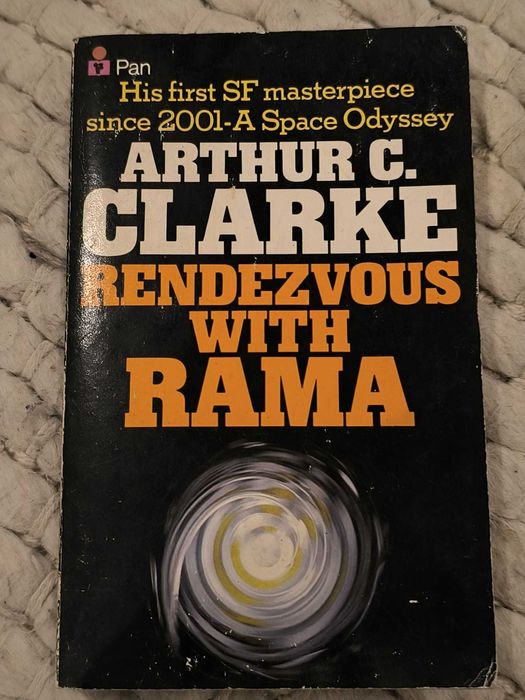 Pan
His first SF masterpiece
since 2001-A Space Odyssey
ARTHUR C.
CLARKE
RENDEZVOUS
WITH
RAMA